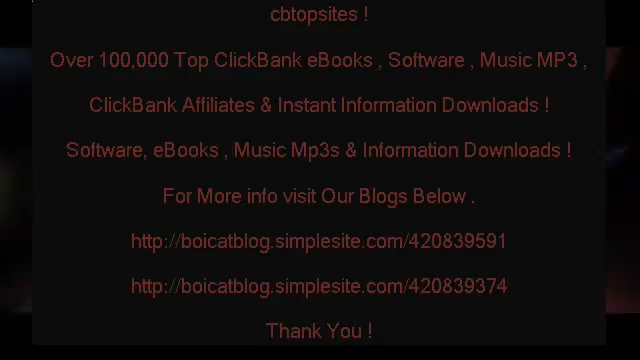 cbtopsites !
Over 100,000 Top ClickBank eBooks , Software , Music MP3 ,
ClickBank Affiliates & Instant Information Downloads !
Software, eBooks , Music Mp3s & Information Downloads !
For More info visit Our Blogs Below .
http://boicatblog.simplesite.com/420839591
http://boicatblog.simplesite.com/420839374
Thank You !